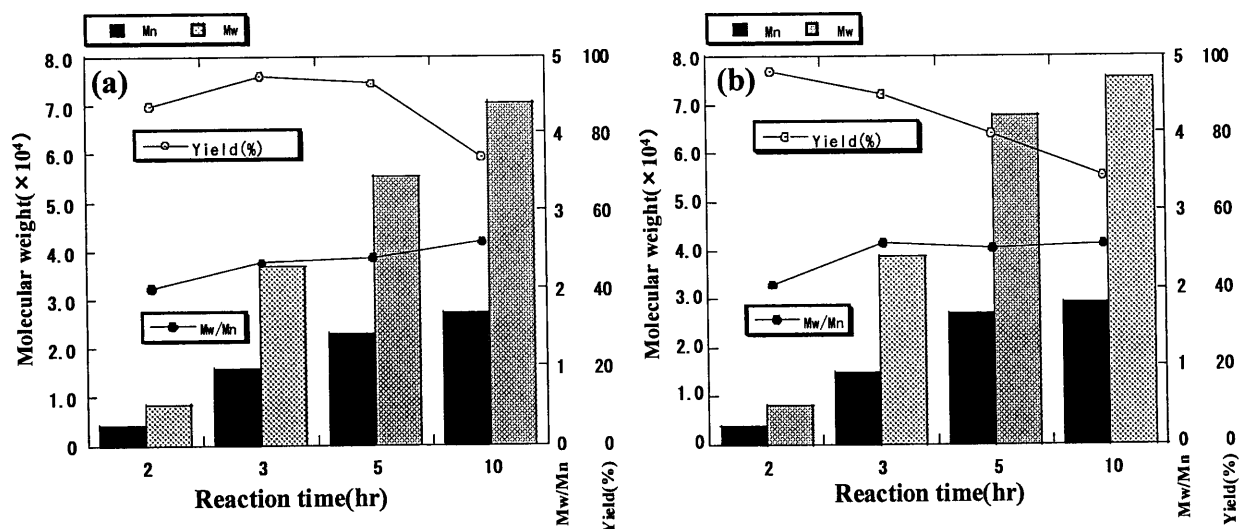 Mn Mw
(a)
8.0
7.0
6.0
5.0
4.0
3.0
2.0
1.0
0
Molecular weight(×10⁴)
Yield(%)
Mw/Mn
2 3 5 10
Reaction time(hr)
5
4
3
2
1
0
Mw/Mn
100
80
60
40
20
0
Yield(%)
Mn Mw
(b)
8.0
7.0
6.0
5.0
4.0
3.0
2.0
1.0
0
Molecular weight(×10⁴)
Yield(%)
Mw/Mn
2 3 5 10
Reaction time(hr)
5
4
3
2
1
0
Mw/Mn
100
80
60
40
20
0
Yield(%)